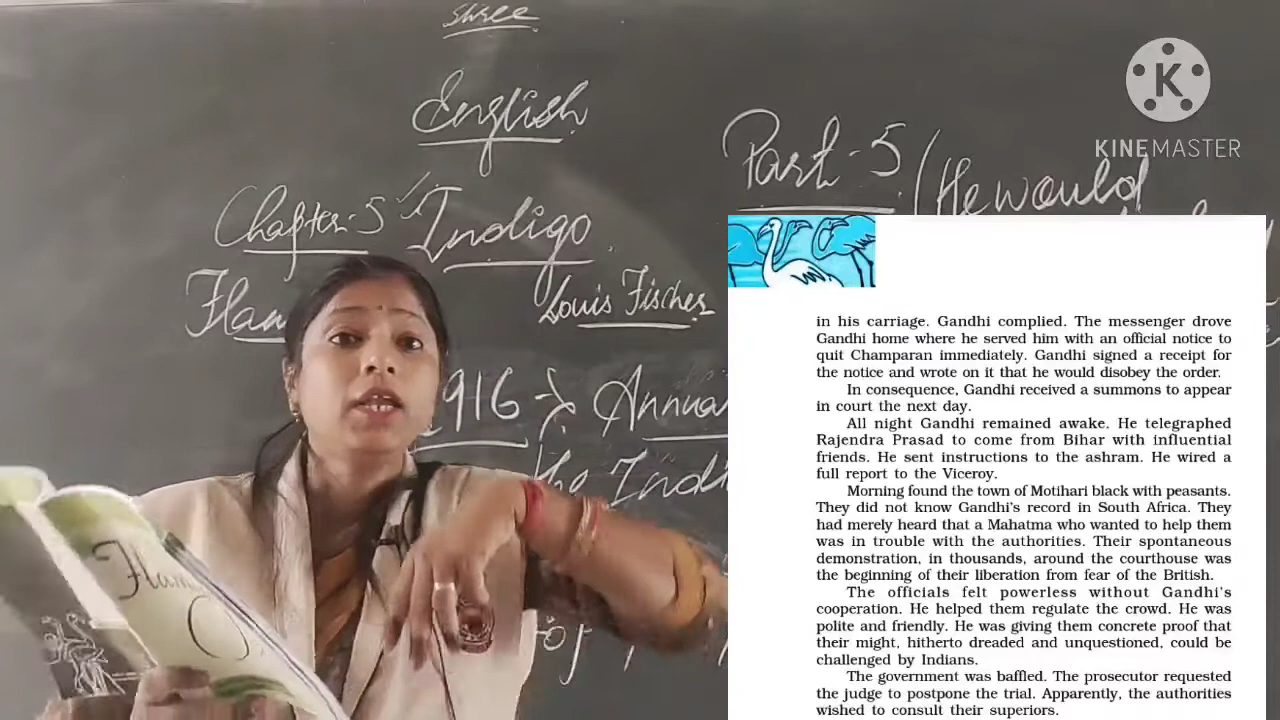 shree
English
Part-5 (He would
Chapter-5 Indigo
Louis Fischer
1916 → Annua
the Indi
KINEMASTER
in his carriage. Gandhi complied. The messenger drove
Gandhi home where he served him with an official notice to
quit Champaran immediately. Gandhi signed a receipt for
the notice and wrote on it that he would disobey the order.
In consequence, Gandhi received a summons to appear
in court the next day.
All night Gandhi remained awake. He telegraphed
Rajendra Prasad to come from Bihar with influential
friends. He sent instructions to the ashram. He wired a
full report to the Viceroy.
Morning found the town of Motihari black with peasants.
They did not know Gandhi's record in South Africa. They
had merely heard that a Mahatma who wanted to help them
was in trouble with the authorities. Their spontaneous
demonstration, in thousands, around the courthouse was
the beginning of their liberation from fear of the British.
The officials felt powerless without Gandhi's
cooperation. He helped them regulate the crowd. He was
polite and friendly. He was giving them concrete proof that
their might, hitherto dreaded and unquestioned, could be
challenged by Indians.
The government was baffled. The prosecutor requested
the judge to postpone the trial. Apparently, the authorities
wished to consult their superiors.